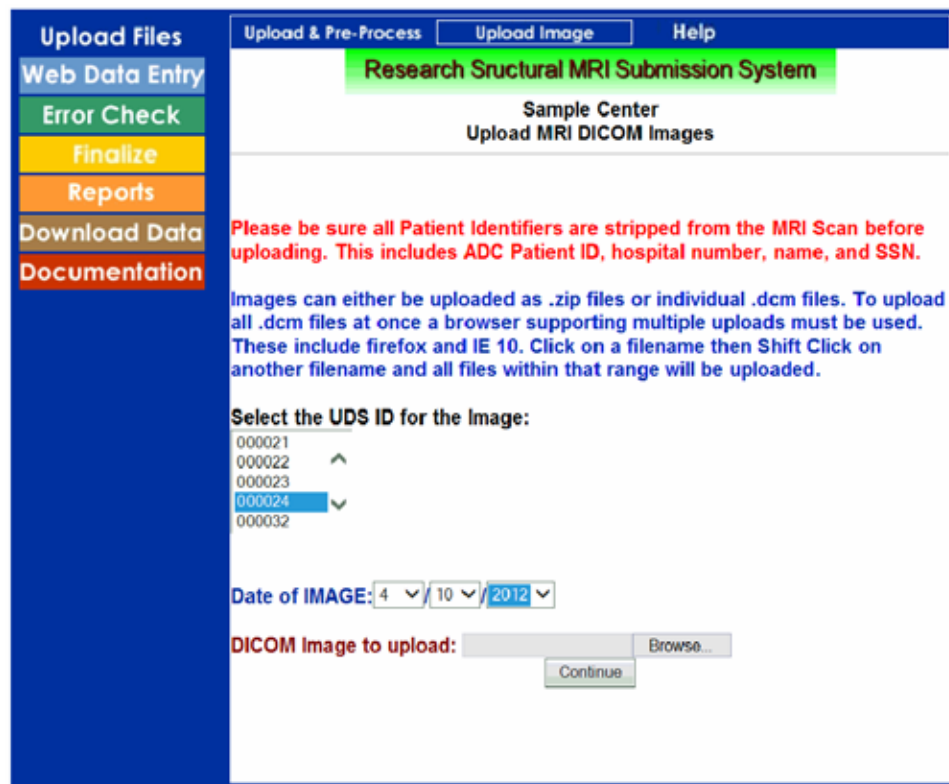 Upload Files
Web Data Entry
Error Check
Finalize
Reports
Download Data
Documentation
Upload & Pre-Process Upload Image Help
Research Sructural MRI Submission System
Sample Center
Upload MRI DICOM Images
Please be sure all Patient Identifiers are stripped from the MRI Scan before
uploading. This includes ADC Patient ID, hospital number, name, and SSN.
Images can either be uploaded as .zip files or individual .dcm files. To upload
all .dcm files at once a browser supporting multiple uploads must be used.
These include firefox and IE 10. Click on a filename then Shift Click on
another filename and all files within that range will be uploaded.
Select the UDS ID for the Image:
000021
000022
000023
000024
000032
Date of IMAGE: 4 / 10 / 2012
DICOM Image to upload: Browse...
Continue